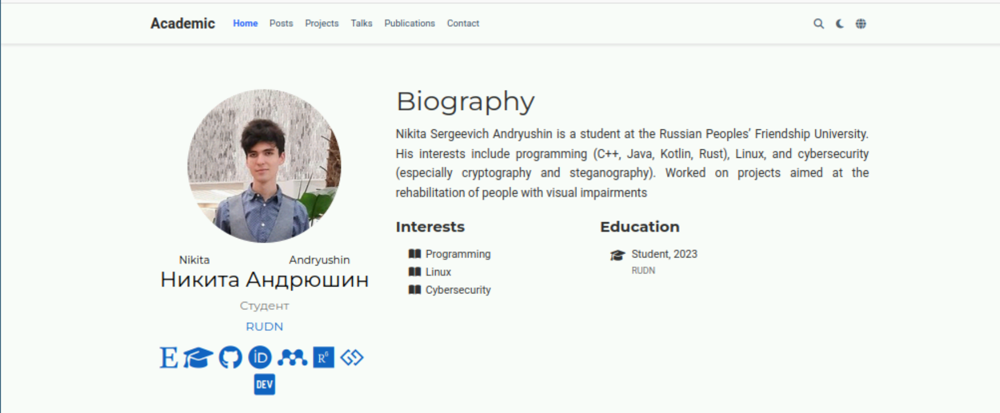 Academic Home Posts Projects Talks Publications Contact
Biography
Nikita Sergeevich Andryushin is a student at the Russian Peoples’ Friendship University.
His interests include programming (C++, Java, Kotlin, Rust), Linux, and cybersecurity
(especially cryptography and steganography). Worked on projects aimed at the
rehabilitation of people with visual impairments
Interests
Programming
Linux
Cybersecurity
Education
Student, 2023
RUDN
Nikita Andryushin
Никита Андрюшин
Студент
RUDN
E iD R^G
DEV